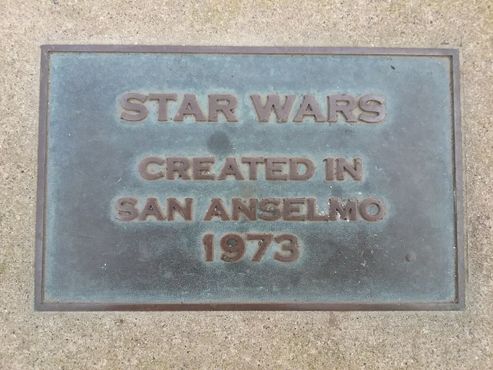 STAR WARS
CREATED IN
SAN ANSELMO
1973